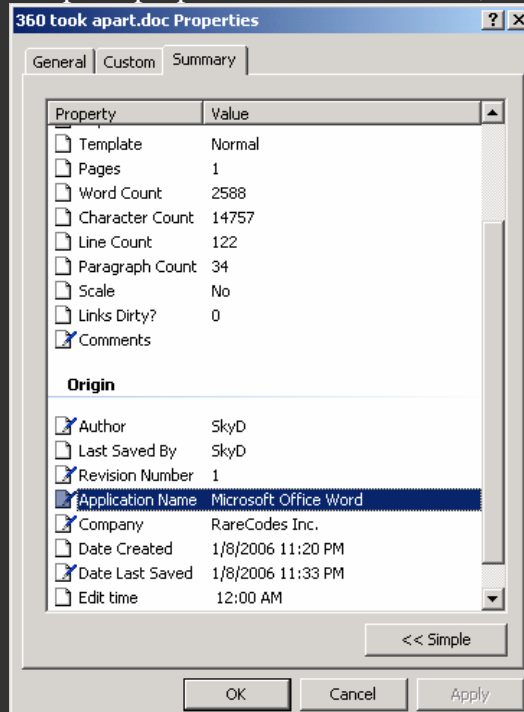 360 took apart.doc Properties
General Custom Summary
Property Value
Template Normal
Pages 1
Word Count 2588
Character Count 14757
Line Count 122
Paragraph Count 34
Scale No
Links Dirty? 0
Comments
Origin
Author SkyD
Last Saved By SkyD
Revision Number 1
Application Name Microsoft Office Word
Company RareCodes Inc.
Date Created 1/8/2006 11:20 PM
Date Last Saved 1/8/2006 11:33 PM
Edit time 12:00 AM
<< Simple
OK Cancel Apply